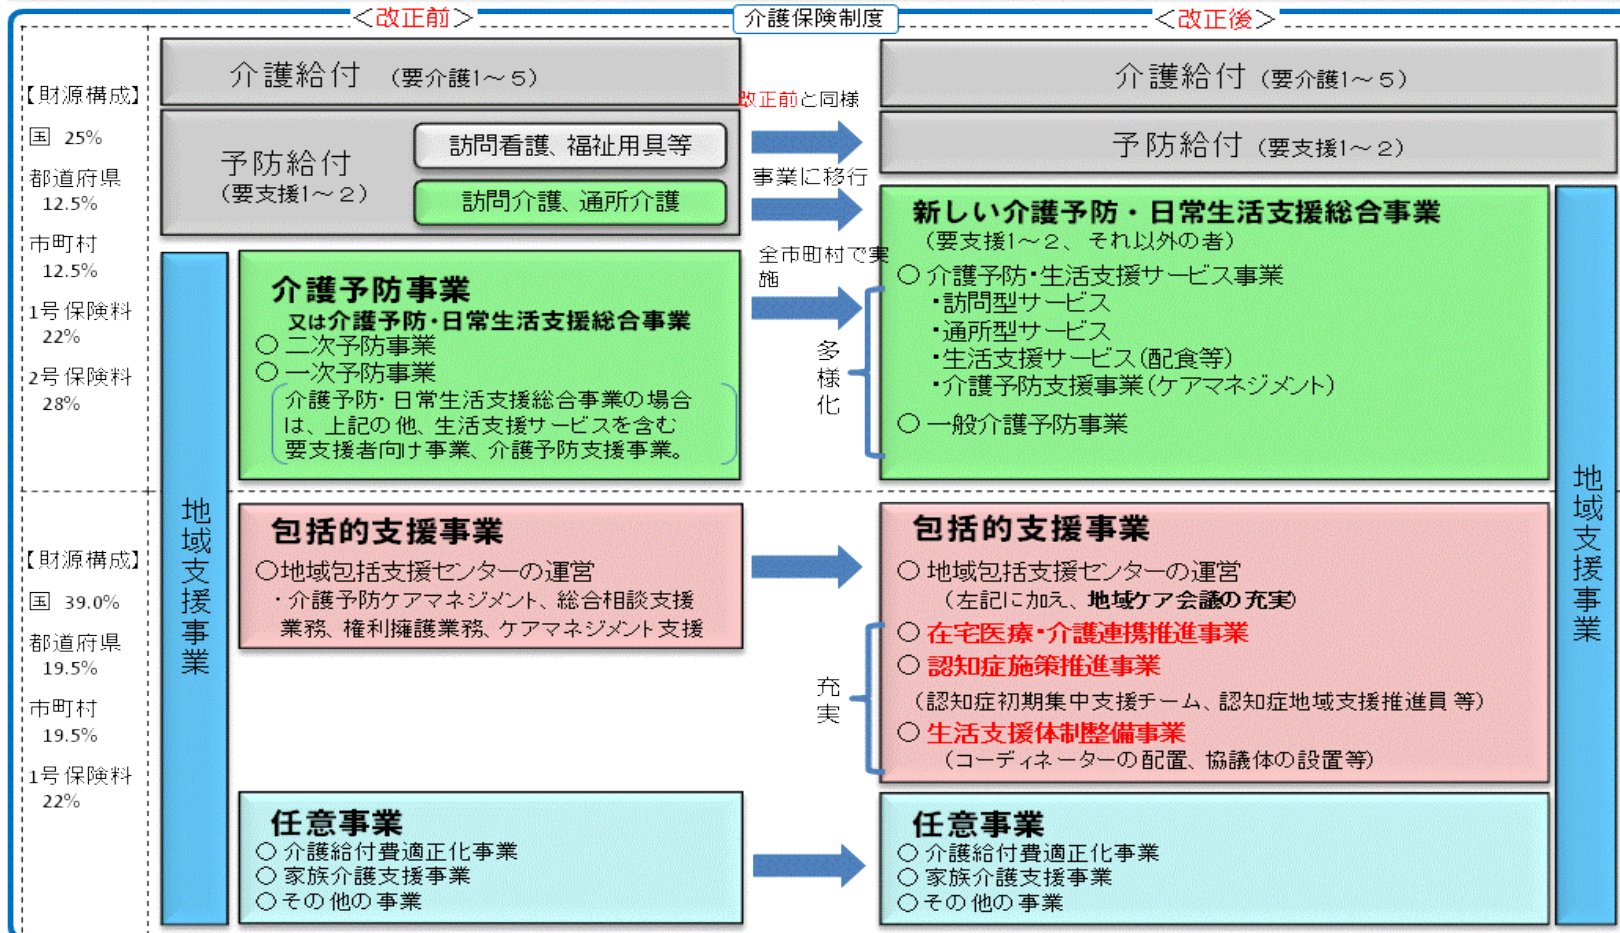 ＜改正前＞
介護保険制度
＜改正後＞
【財源構成】
国 25%
都道府県
12.5%
市町村
12.5%
1号保険料
22%
2号保険料
28%
介護給付 （要介護1～5）
予防給付
（要支援1～2）
訪問看護、福祉用具等
訪問介護、通所介護
改正前と同様
事業に移行
全市町村で実
施
多様化
介護予防事業
又は介護予防・日常生活支援総合事業
○ 二次予防事業
○ 一次予防事業
介護予防・日常生活支援総合事業の場合
は、上記の他、生活支援サービスを含む
要支援者向け事業、介護予防支援事業。
介護給付 （要介護1～5）
予防給付 （要支援1～2）
新しい介護予防・日常生活支援総合事業
（要支援1～2、それ以外の者）
○ 介護予防・生活支援サービス事業
・訪問型サービス
・通所型サービス
・生活支援サービス（配食等）
・介護予防支援事業（ケアマネジメント）
○ 一般介護予防事業
【財源構成】
国 39.0%
都道府県
19.5%
市町村
19.5%
1号保険料
22%
地域支援事業
包括的支援事業
○地域包括支援センターの運営
・介護予防ケアマネジメント、総合相談支援
業務、権利擁護業務、ケアマネジメント支援
充実
包括的支援事業
○ 地域包括支援センターの運営
（左記に加え、地域ケア会議の充実）
○ 在宅医療・介護連携推進事業
○ 認知症施策推進事業
（認知症初期集中支援チーム、認知症地域支援推進員 等）
○ 生活支援体制整備事業
（コーディネーターの配置、協議体の設置等）
地域支援事業
任意事業
○ 介護給付費適正化事業
○ 家族介護支援事業
○ その他の事業
任意事業
○ 介護給付費適正化事業
○ 家族介護支援事業
○ その他の事業